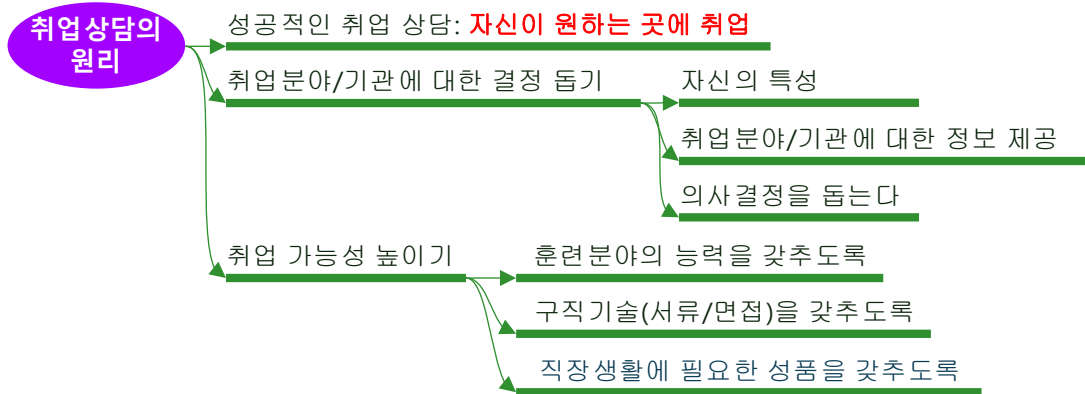 취업상담의
원리
성공적인 취업 상담: 자신이 원하는 곳에 취업
취업분야/기관에 대한 결정 돕기
자신의 특성
취업분야/기관에 대한 정보 제공
의사결정을 돕는다
취업 가능성 높이기
훈련분야의 능력을 갖추도록
구직기술(서류/면접)을 갖추도록
직장생활에 필요한 성품을 갖추도록